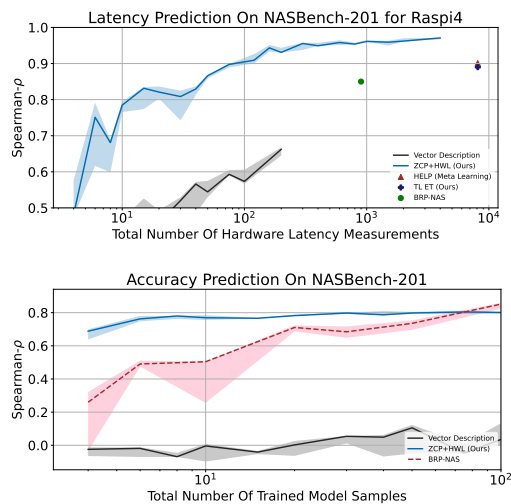 Latency Prediction On NASBench-201 for Raspi4
Spearman-ρ
1.0
0.9
0.8
0.7
0.6
0.5
10¹
10²
10³
10⁴
Vector Description
ZCP+HWL (Ours)
HELP (Meta Learning)
TL ET (Ours)
BRP-NAS
Total Number Of Hardware Latency Measurements
Accuracy Prediction On NASBench-201
Spearman-ρ
0.8
0.6
0.4
0.2
0.0
10¹
10²
Vector Description
ZCP+HWL (Ours)
BRP-NAS
Total Number Of Trained Model Samples